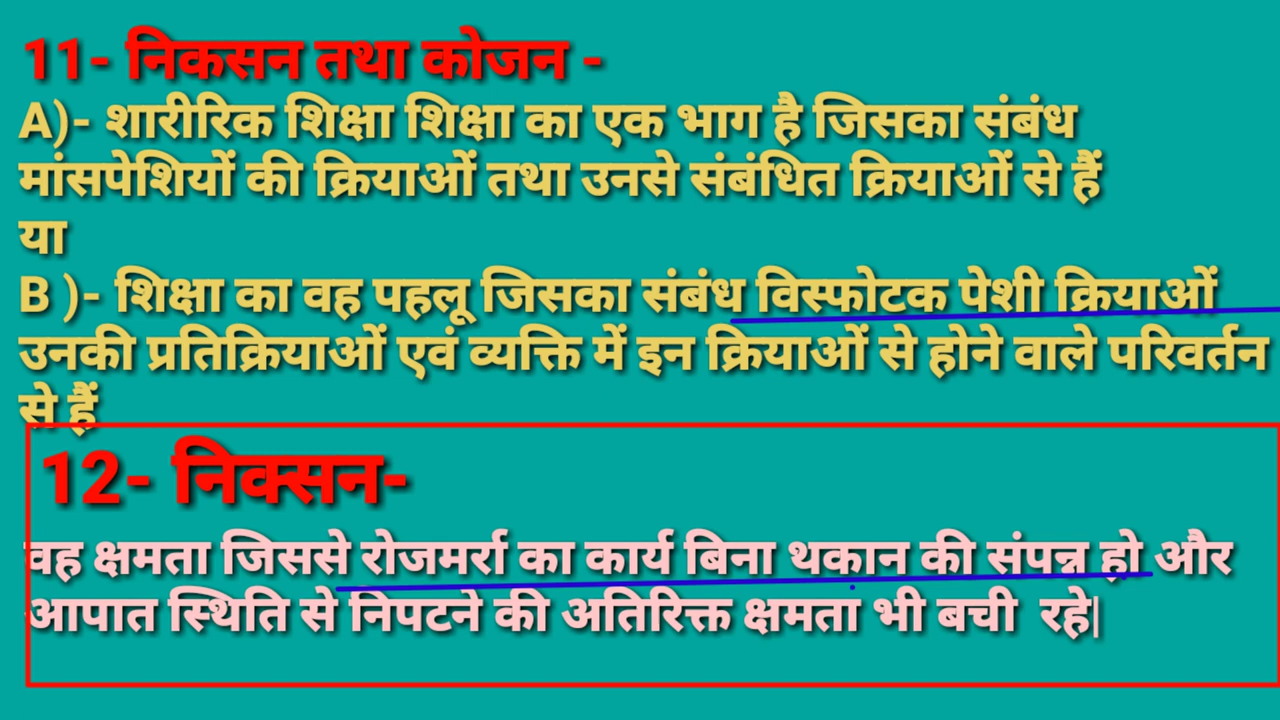 11- निकसन तथा कोजन -
A)- शारीरिक शिक्षा शिक्षा का एक भाग है जिसका संबंध
मांसपेशियों की क्रियाओं तथा उनसे संबंधित क्रियाओं से हैं
या
B )- शिक्षा का वह पहलू जिसका संबंध विस्फोटक पेशी क्रियाओं
उनकी प्रतिक्रियाओं एवं व्यक्ति में इन क्रियाओं से होने वाले परिवर्तन
से हैं
12- निक्सन-
वह क्षमता जिससे रोजमर्रा का कार्य बिना थकान की संपन्न हो और
आपात स्थिति से निपटने की अतिरिक्त क्षमता भी बची रहे|